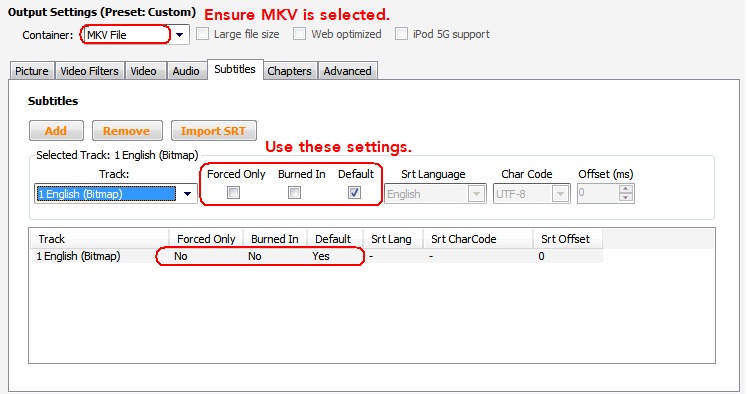 Output Settings (Preset: Custom) Ensure MKV is selected.
Container: MKV File Large file size Web optimized iPod 5G support
Picture Video Filters Video Audio Subtitles Chapters Advanced
Subtitles
Add Remove Import SRT
Use these settings.
Selected Track: 1 English (Bitmap)
Track: Forced Only Burned In Default Srt Language Char Code Offset (ms)
1 English (Bitmap) English UTF-8 0
Track Forced Only Burned In Default Srt Lang Srt CharCode Srt Offset
1 English (Bitmap) No No Yes - - 0